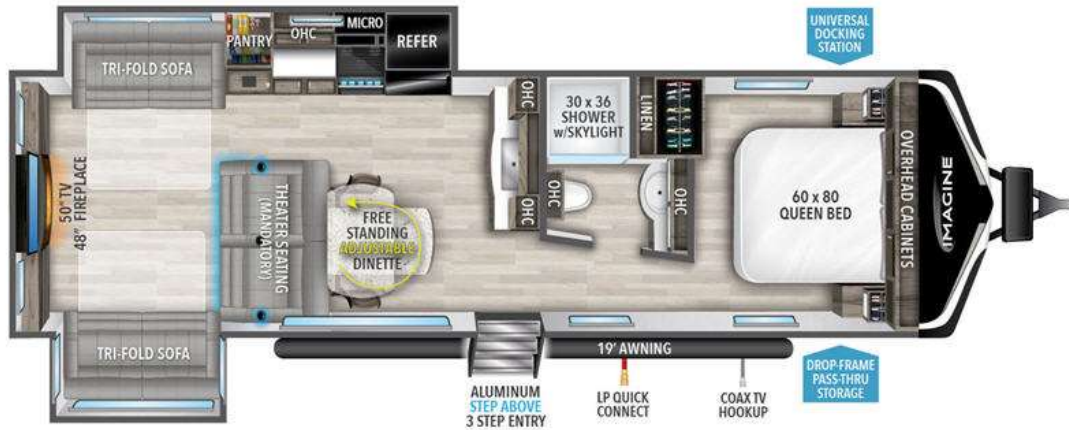 PANTRY
OHC
MICRO
REFER
TRI-FOLD SOFA
UNIVERSAL
DOCKING
STATION
50" TV
48" FIREPLACE
THEATER SEATING
(MANDATORY)
FREE
STANDING
ADJUSTABLE
DINETTE
OHC
OHC
30 x 36
SHOWER
w/SKYLIGHT
LINEN
OHC
OHC
60 x 80
QUEEN BED
OVERHEAD CABINETS
IMAGINE
TRI-FOLD SOFA
19' AWNING
ALUMINUM
STEP ABOVE
3 STEP ENTRY
LP QUICK
CONNECT
COAX TV
HOOKUP
DROP-FRAME
PASS-THRU
STORAGE